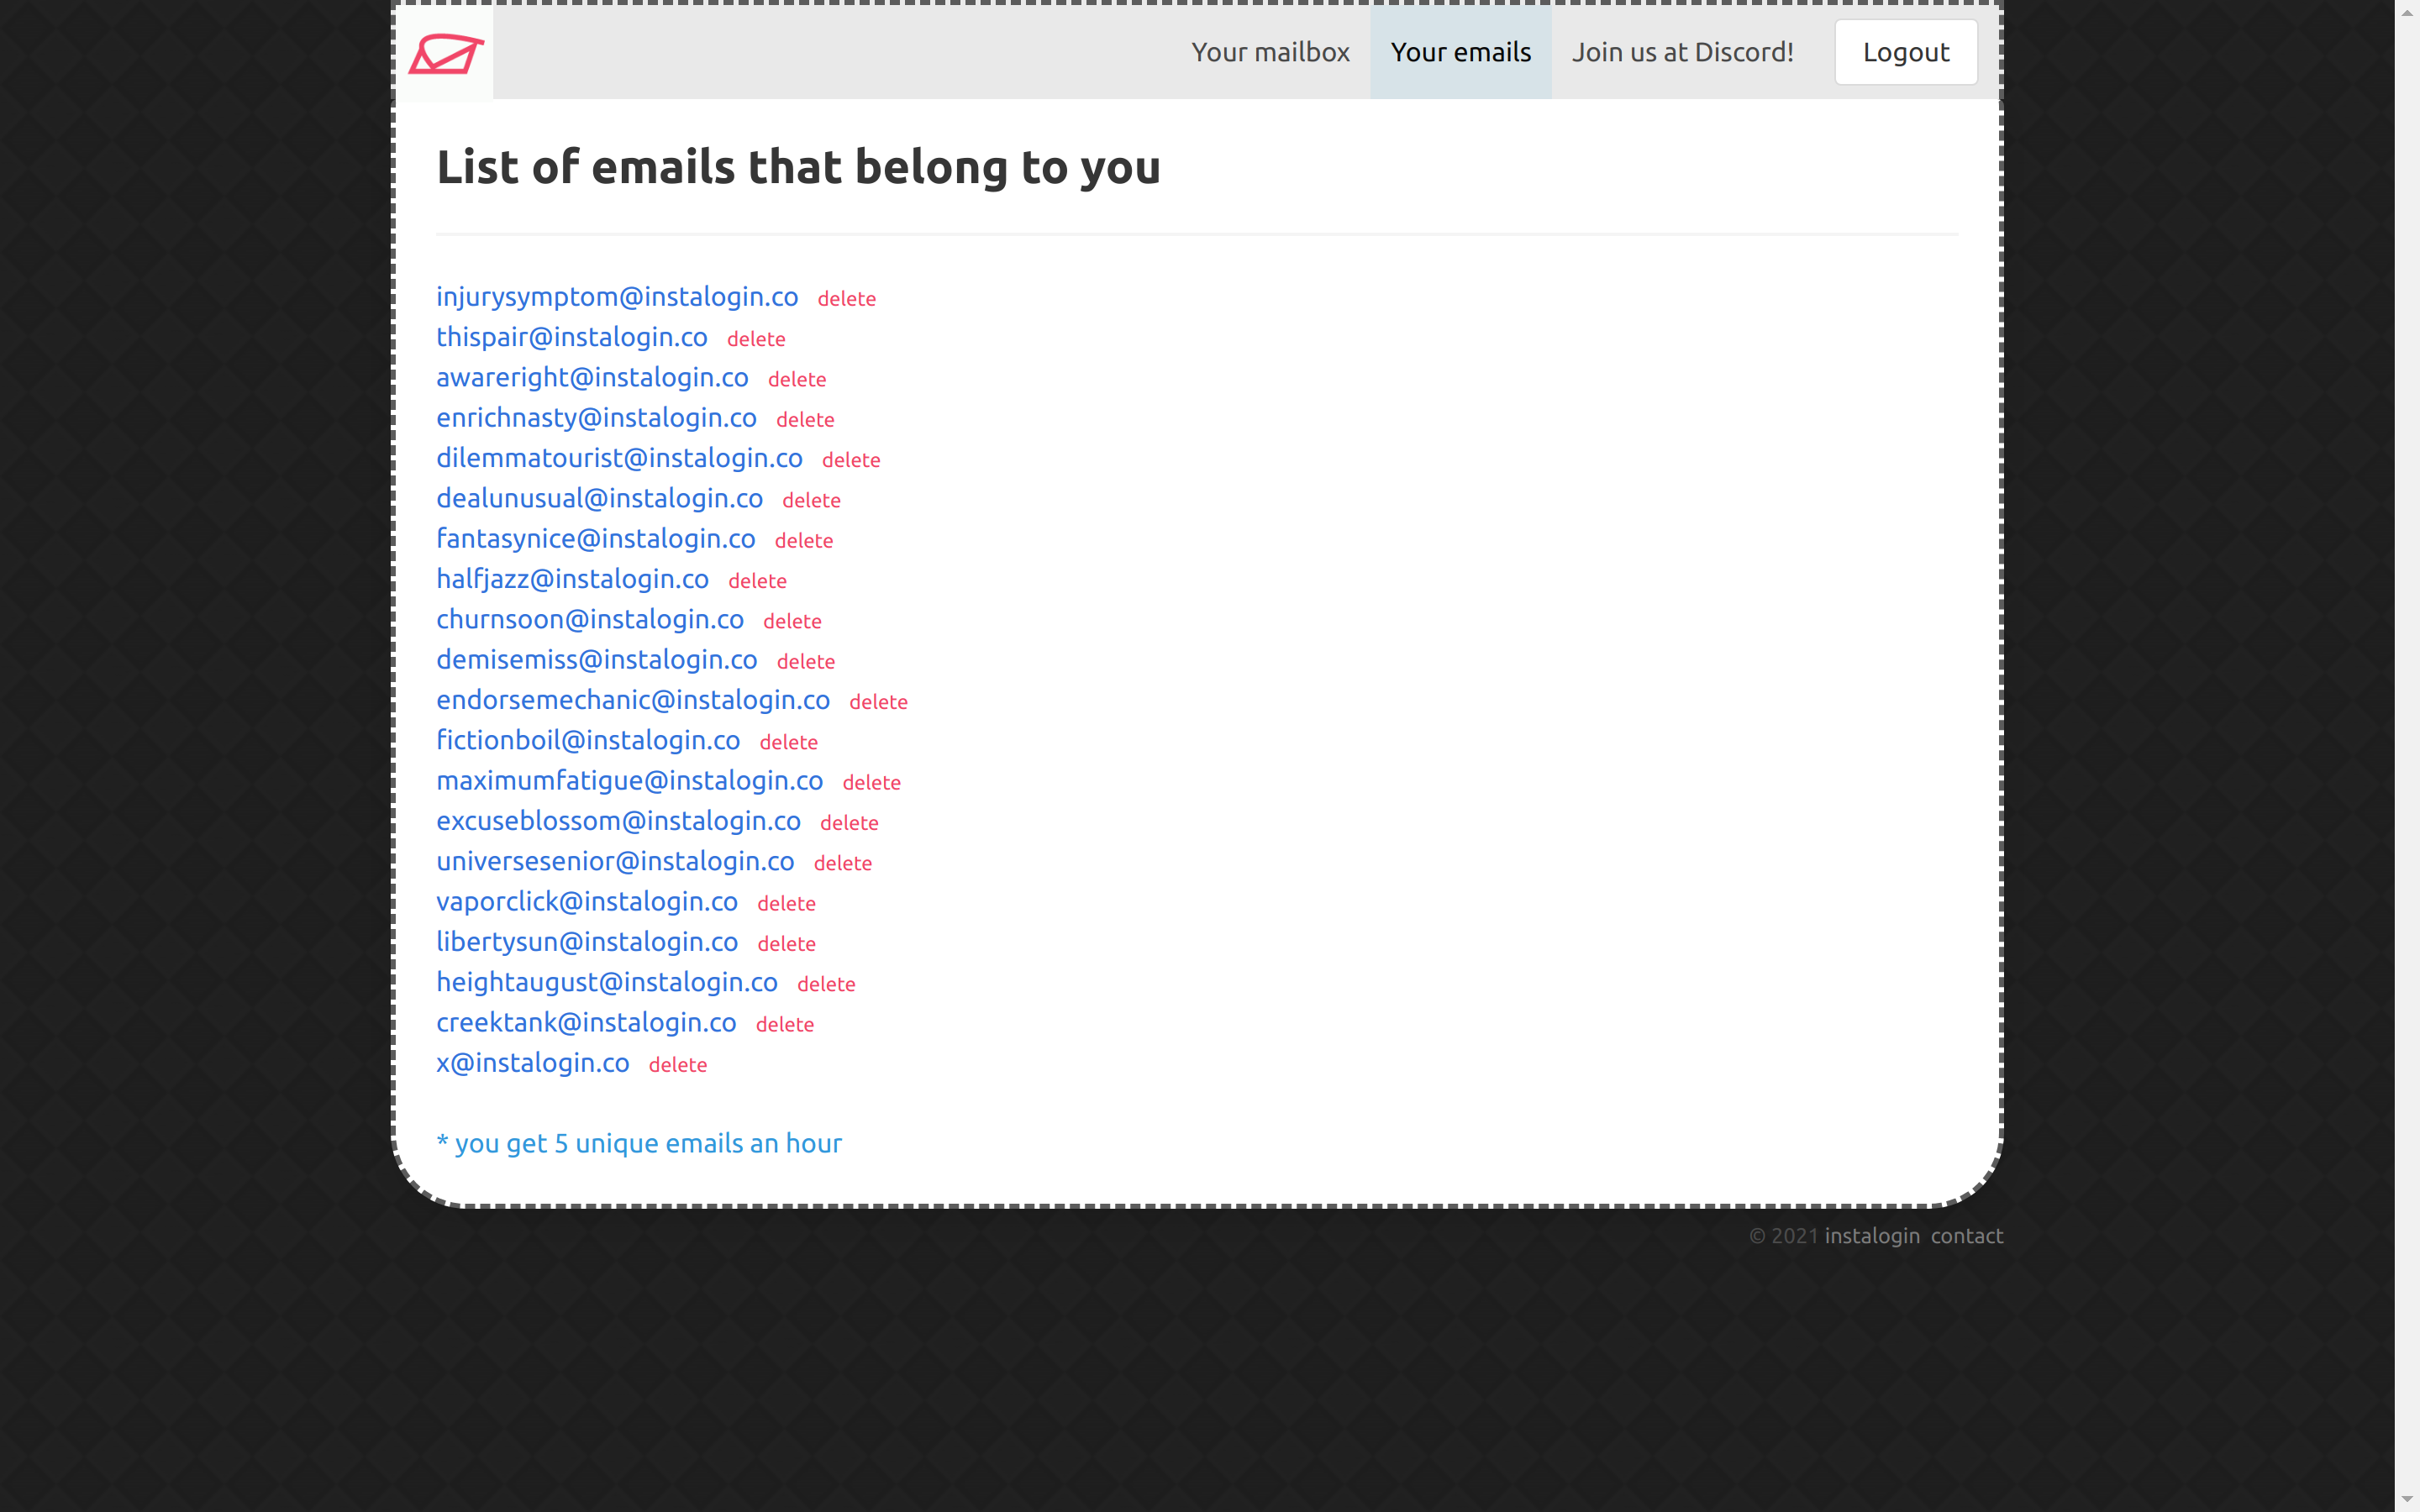 Your mailbox Your emails Join us at Discord! Logout
List of emails that belong to you
injurysymptom@instalogin.co delete
thispair@instalogin.co delete
awareright@instalogin.co delete
enrichnasty@instalogin.co delete
dilemmatourist@instalogin.co delete
dealunusual@instalogin.co delete
fantasynice@instalogin.co delete
halfjazz@instalogin.co delete
churnsoon@instalogin.co delete
demisemiss@instalogin.co delete
endorsemechanic@instalogin.co delete
fictionboil@instalogin.co delete
maximumfatigue@instalogin.co delete
excuseblossom@instalogin.co delete
universesenior@instalogin.co delete
vaporclick@instalogin.co delete
libertysun@instalogin.co delete
heightaugust@instalogin.co delete
creektank@instalogin.co delete
x@instalogin.co delete
* you get 5 unique emails an hour
© 2021 instalogin contact